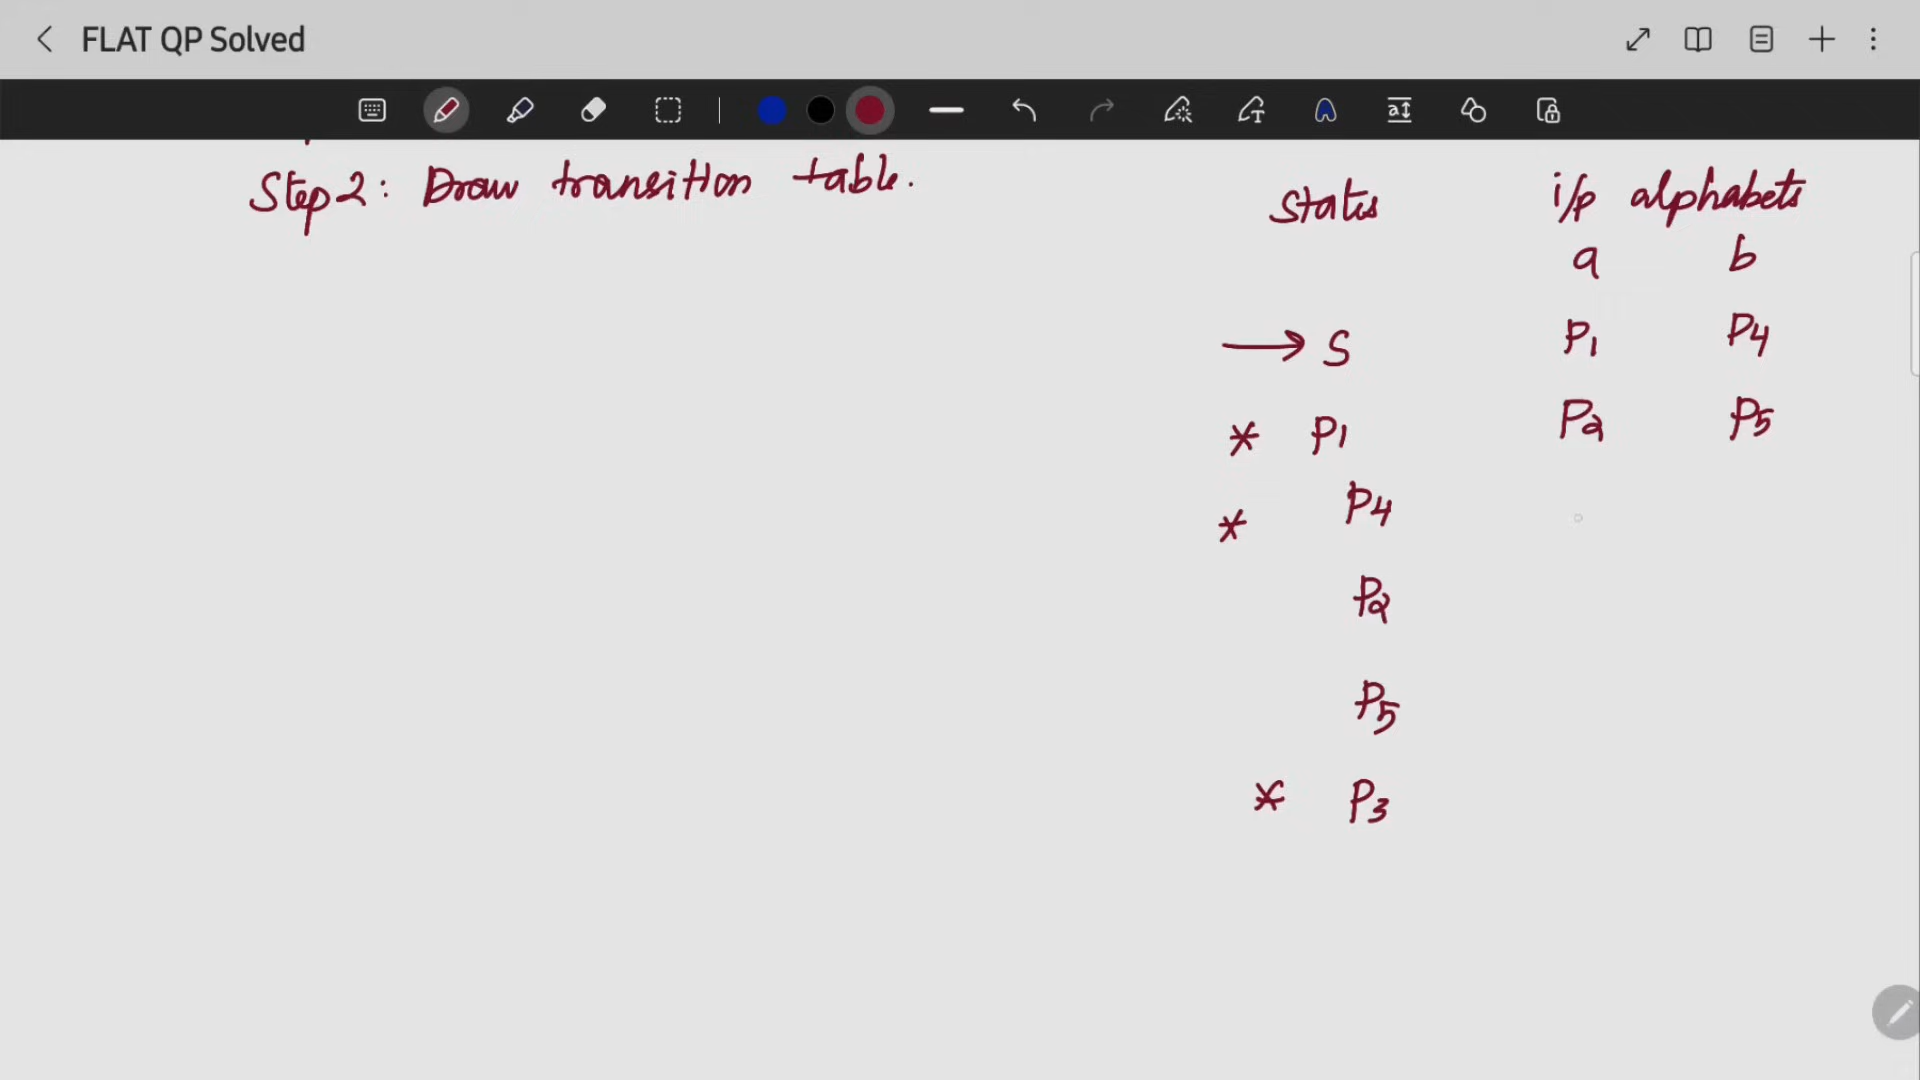 FLAT QP Solved
Step 2: Draw transition table.
States i/p alphabets
a b
→ S P1 P4
* P1 P2 P5
* P4
P2
P5
* P3